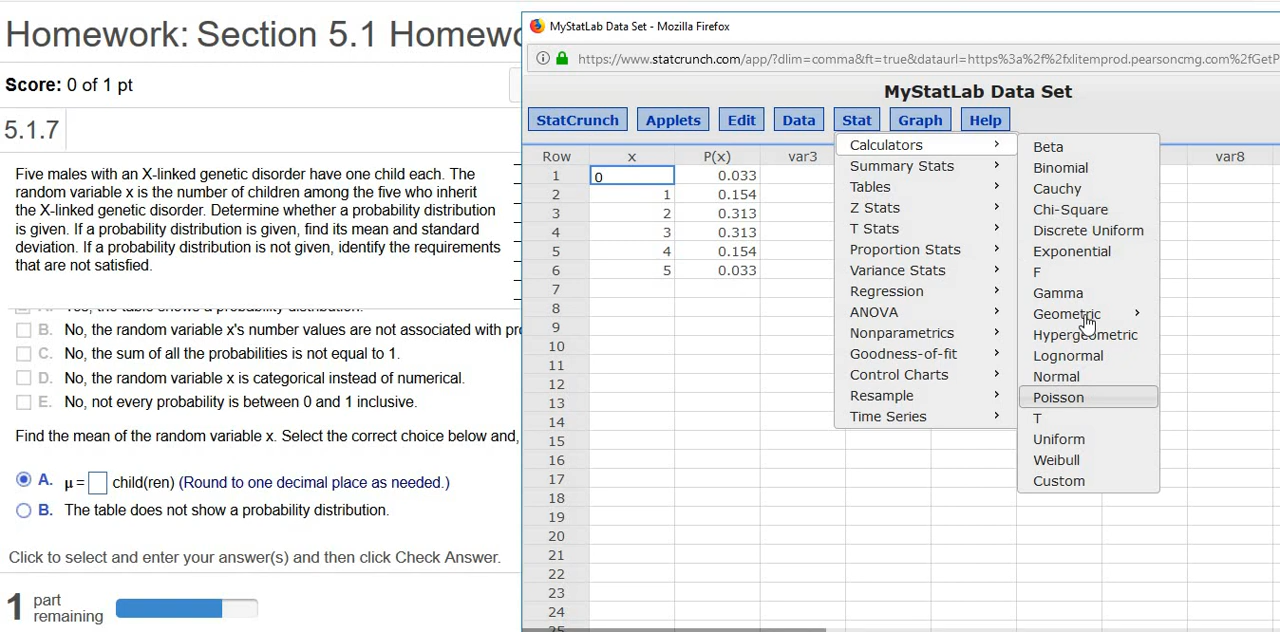 Homework: Section 5.1 Homewo
Score: 0 of 1 pt
5.1.7
Five males with an X-linked genetic disorder have one child each. The
random variable x is the number of children among the five who inherit
the X-linked genetic disorder. Determine whether a probability distribution
is given. If a probability distribution is given, find its mean and standard
deviation. If a probability distribution is not given, identify the requirements
that are not satisfied.
A. Yes, the table shows a probability distribution.
B. No, the random variable x's number values are not associated with pro
C. No, the sum of all the probabilities is not equal to 1.
D. No, the random variable x is categorical instead of numerical.
E. No, not every probability is between 0 and 1 inclusive.
Find the mean of the random variable x. Select the correct choice below and,
A. μ = child(ren) (Round to one decimal place as needed.)
B. The table does not show a probability distribution.
Click to select and enter your answer(s) and then click Check Answer.
1 part remaining
MyStatLab Data Set - Mozilla Firefox
https://www.statcrunch.com/app/?dlim=comma&ft=true&dataurl=https%3a%2f%2fxlitemprod.pearsoncmg.com%2fGetP
MyStatLab Data Set
StatCrunch Applets Edit Data Stat Graph Help
Row x P(x) var3 var8
1 0 0.033
2 1 0.154
3 2 0.313
4 3 0.313
5 4 0.154
6 5 0.033
7
8
9
10
11
12
13
14
15
16
17
18
19
20
21
22
23
24
25
Calculators
Summary Stats
Tables
Z Stats
T Stats
Proportion Stats
Variance Stats
Regression
ANOVA
Nonparametrics
Goodness-of-fit
Control Charts
Resample
Time Series
Beta
Binomial
Cauchy
Chi-Square
Discrete Uniform
Exponential
F
Gamma
Geometric
Hypergeometric
Lognormal
Normal
Poisson
T
Uniform
Weibull
Custom